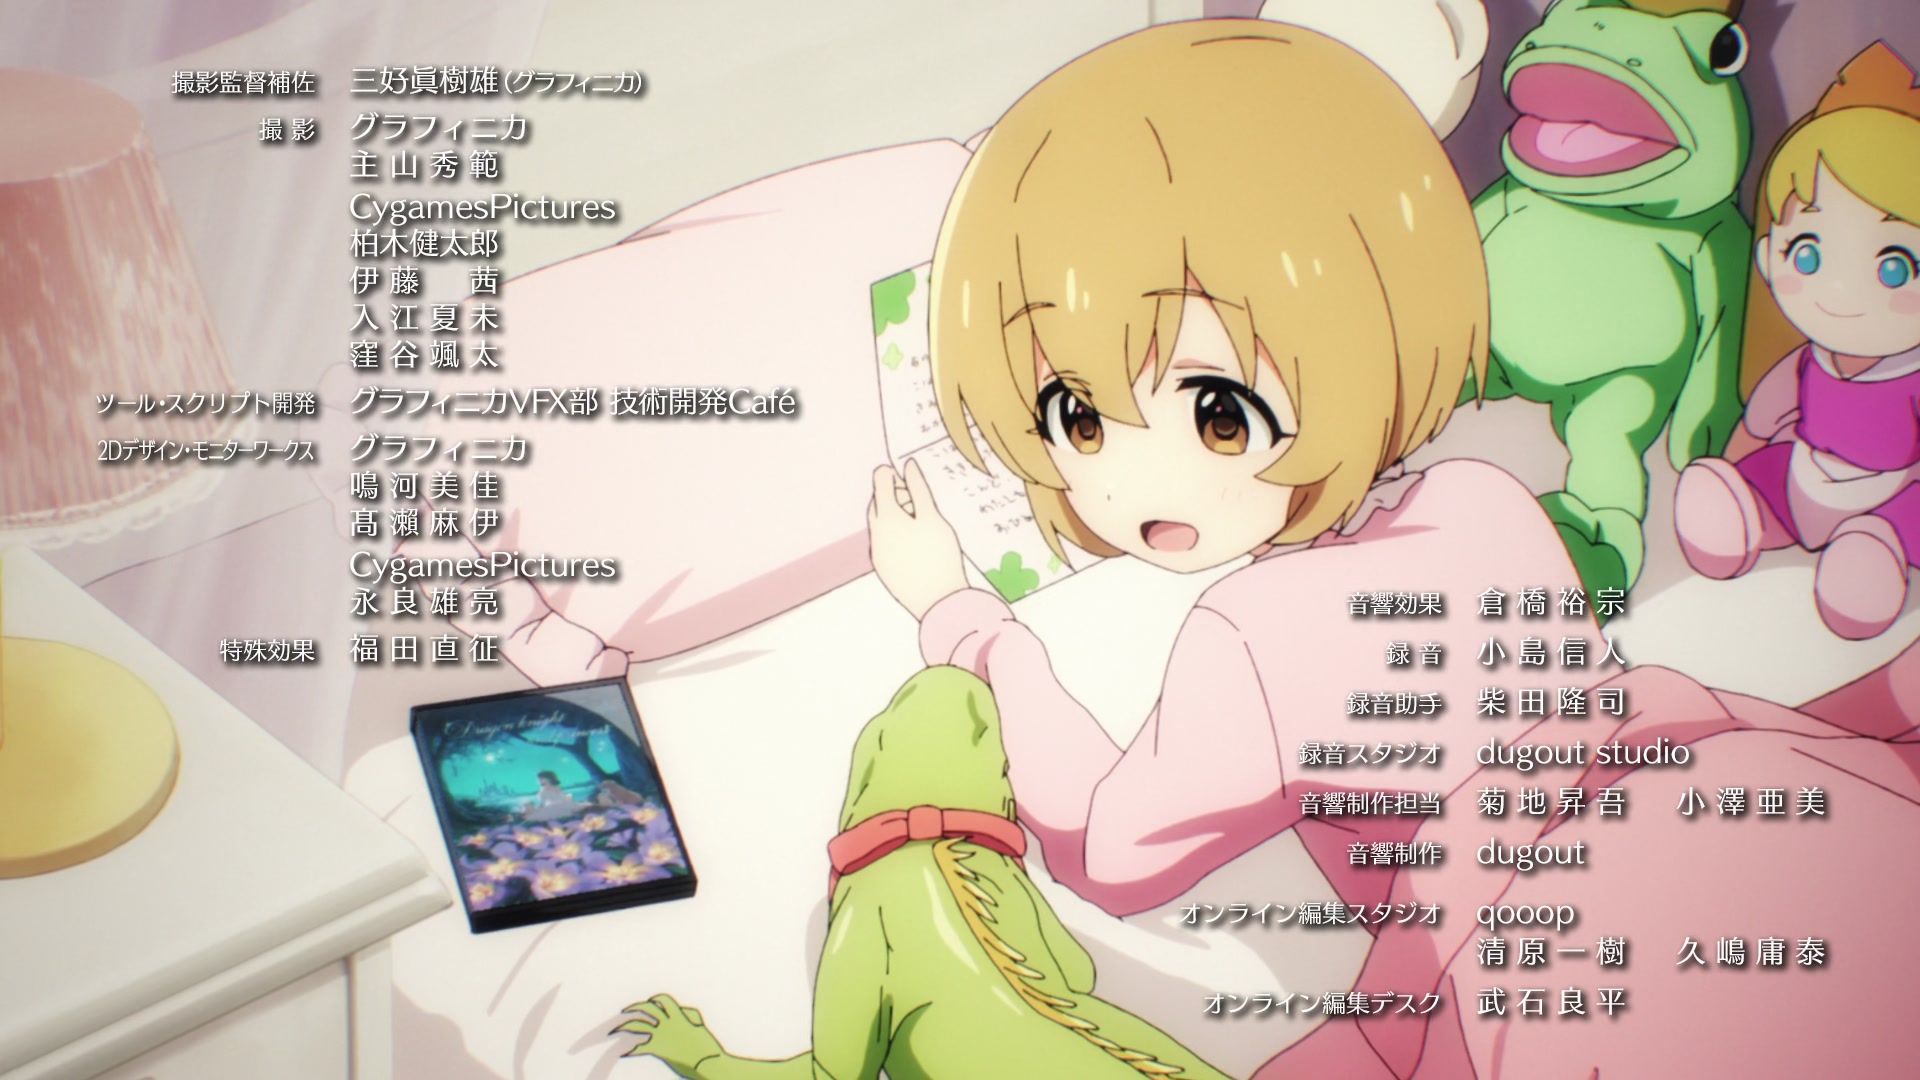 撮影監督補佐 三好眞樹雄(グラフィニカ)
撮影 グラフィニカ
主山秀範
CygamesPictures
柏木健太郎
伊藤 茜
入江夏未
窪谷颯太
ツール・スクリプト開発 グラフィニカVFX部 技術開発Café
2Dデザイン・モニターワークス グラフィニカ
鳴河美佳
髙瀨麻伊
CygamesPictures
永良雄亮
特殊効果 福田直征
Dragon knight
音響効果 倉橋裕宗
録音 小島信人
録音助手 柴田隆司
録音スタジオ dugout studio
音響制作担当 菊地昇吾 小澤亜美
音響制作 dugout
オンライン編集スタジオ qooop
清原一樹 久嶋庸泰
オンライン編集デスク 武石良平